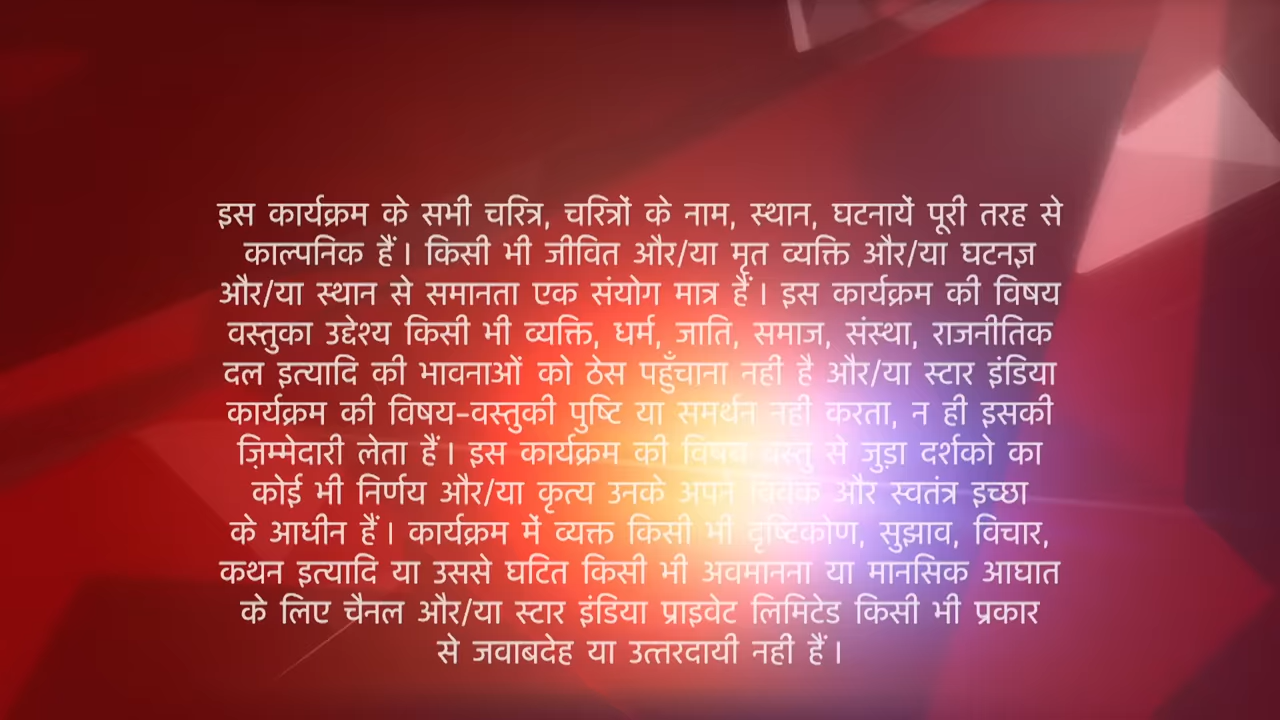 इस कार्यक्रम के सभी चरित्र, चरित्रों के नाम, स्थान, घटनायें पूरी तरह से
काल्पनिक हैं। किसी भी जीवित और/या मृत व्यक्ति और/या घटनज्ञ
और/या स्थान से समानता एक संयोग मात्र हैं। इस कार्यक्रम की विषय
वस्तुका उद्देश्य किसी भी व्यक्ति, धर्म, जाति, समाज, संस्था, राजनीतिक
दल इत्यादि की भावनाओं को ठेस पहुँचाना नही है और/या स्टार इंडिया
कार्यक्रम की विषय-वस्तुकी पुष्टि या समर्थन नही करता, न ही इसकी
ज़िम्मेदारी लेता हैं। इस कार्यक्रम की विषय वस्तु से जुड़ा दर्शको का
कोई भी निर्णय और/या कृत्य उनके अपने विवेक और स्वतंत्र इच्छा
के आधीन हैं। कार्यक्रम में व्यक्त किसी भी दृष्टिकोण, सुझाव, विचार,
कथन इत्यादि या उससे घटित किसी भी अवमानना या मानसिक आघात
के लिए चैनल और/या स्टार इंडिया प्राइवेट लिमिटेड किसी भी प्रकार
से जवाबदेह या उत्तरदायी नही हैं।